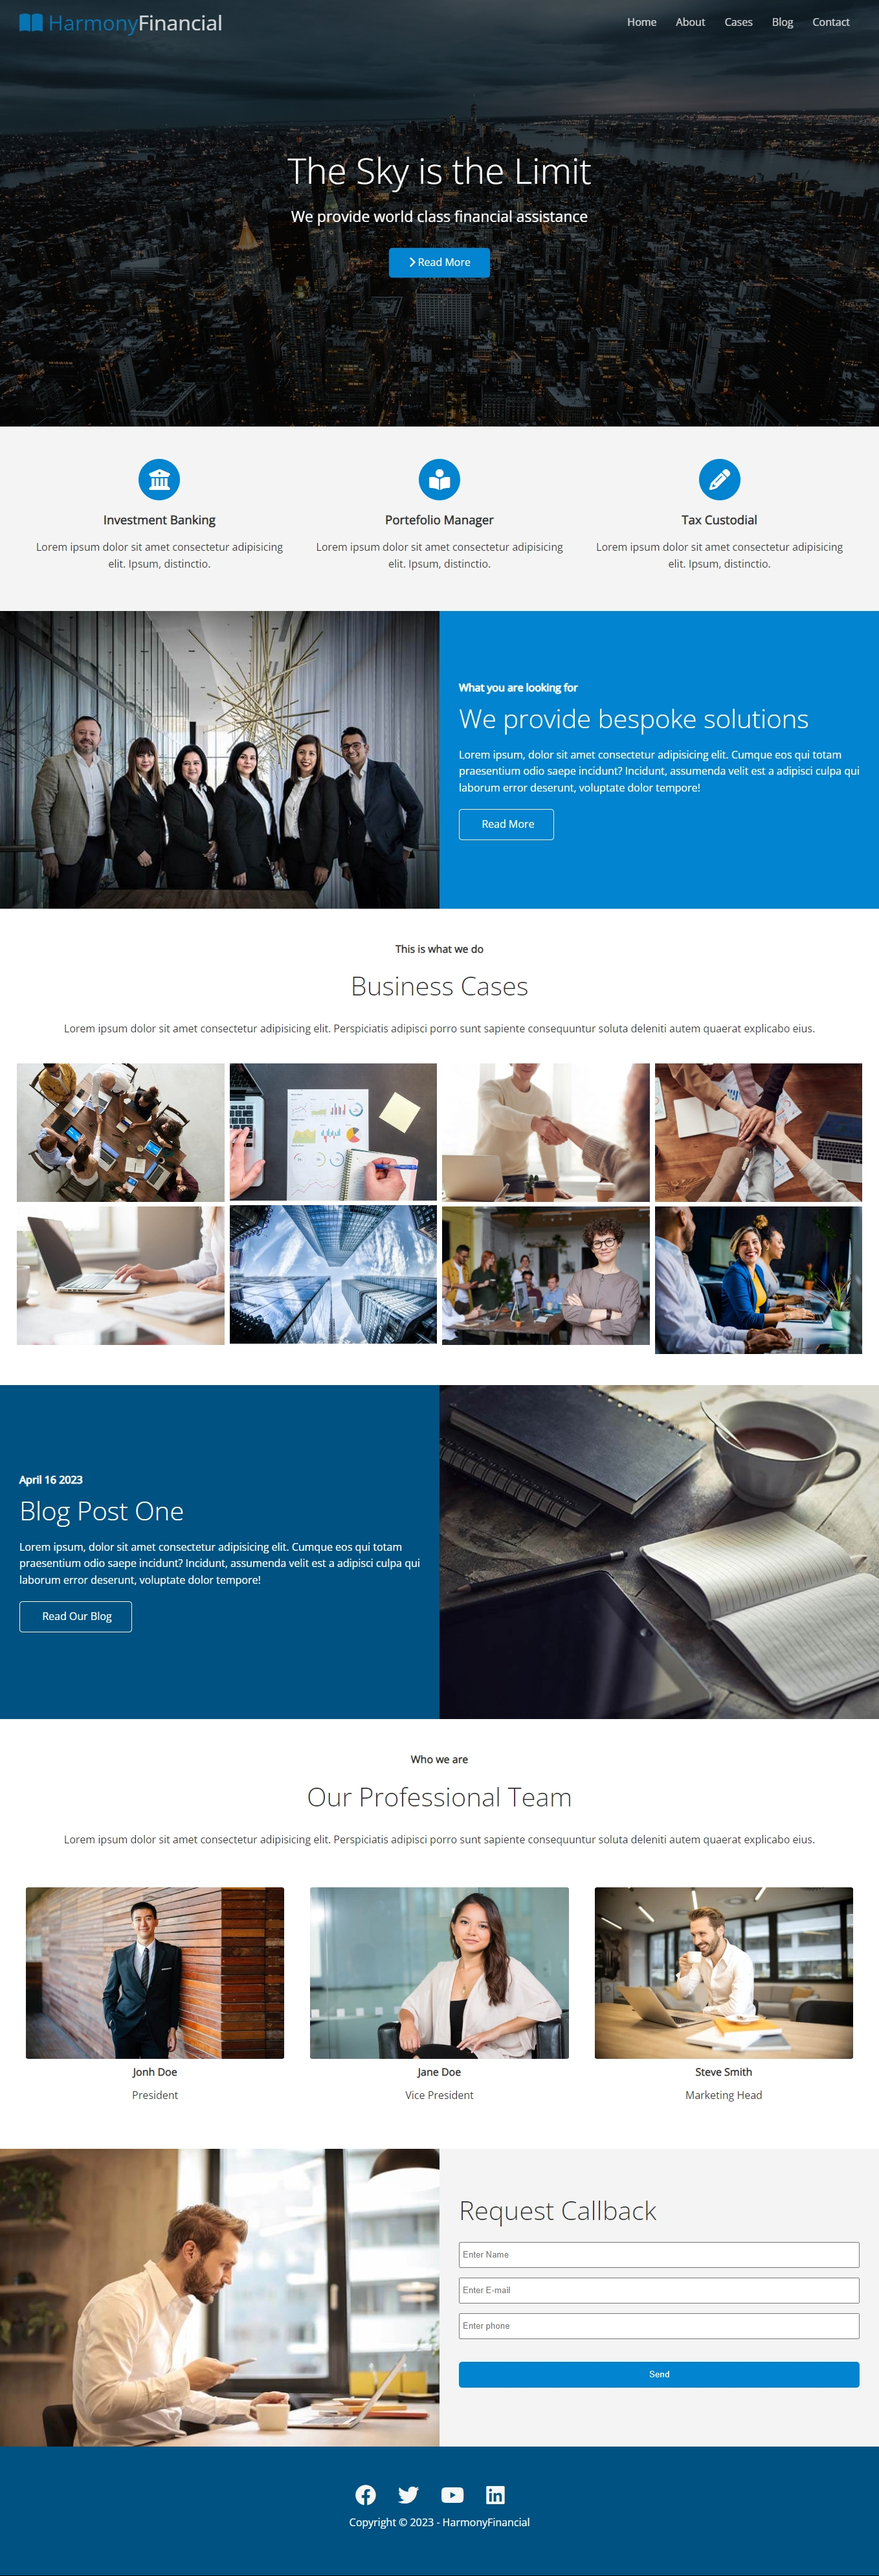 HarmonyFinancial
Home About Cases Blog Contact
The Sky is the Limit
We provide world class financial assistance
Read More
Investment Banking
Lorem ipsum dolor sit amet consectetur adipisicing
elit. Ipsum, distinctio.
Portefolio Manager
Lorem ipsum dolor sit amet consectetur adipisicing
elit. Ipsum, distinctio.
Tax Custodial
Lorem ipsum dolor sit amet consectetur adipisicing
elit. Ipsum, distinctio.
What you are looking for
We provide bespoke solutions
Lorem ipsum, dolor sit amet consectetur adipisicing elit. Cumque eos qui totam
praesentium odio saepe incidunt? Incidunt, assumenda velit est a adipisci culpa qui
laborum error deserunt, voluptate dolor tempore!
Read More
This is what we do
Business Cases
Lorem ipsum dolor sit amet consectetur adipisicing elit. Perspiciatis adipisci porro sunt sapiente consequuntur soluta deleniti autem quaerat explicabo eius.
April 16 2023
Blog Post One
Lorem ipsum, dolor sit amet consectetur adipisicing elit. Cumque eos qui totam
praesentium odio saepe incidunt? Incidunt, assumenda velit est a adipisci culpa qui
laborum error deserunt, voluptate dolor tempore!
Read Our Blog
Who we are
Our Professional Team
Lorem ipsum dolor sit amet consectetur adipisicing elit. Perspiciatis adipisci porro sunt sapiente consequuntur soluta deleniti autem quaerat explicabo eius.
Jonh Doe
President
Jane Doe
Vice President
Steve Smith
Marketing Head
Request Callback
Enter Name
Enter E-mail
Enter phone
Send
Copyright © 2023 - HarmonyFinancial